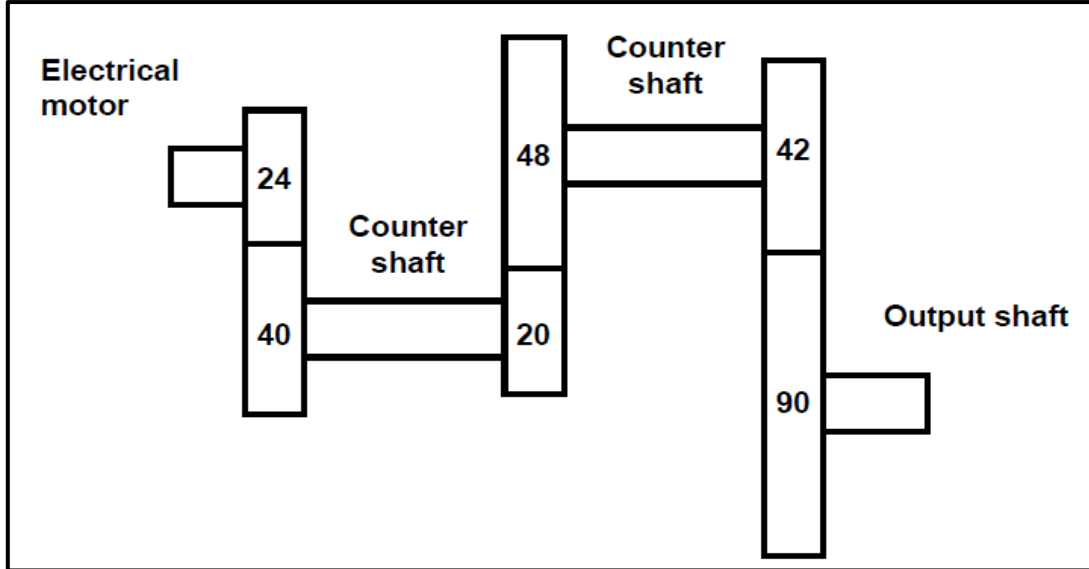 Electrical
motor
Counter
shaft
24
48
42
Counter
shaft
40
20
Output shaft
90